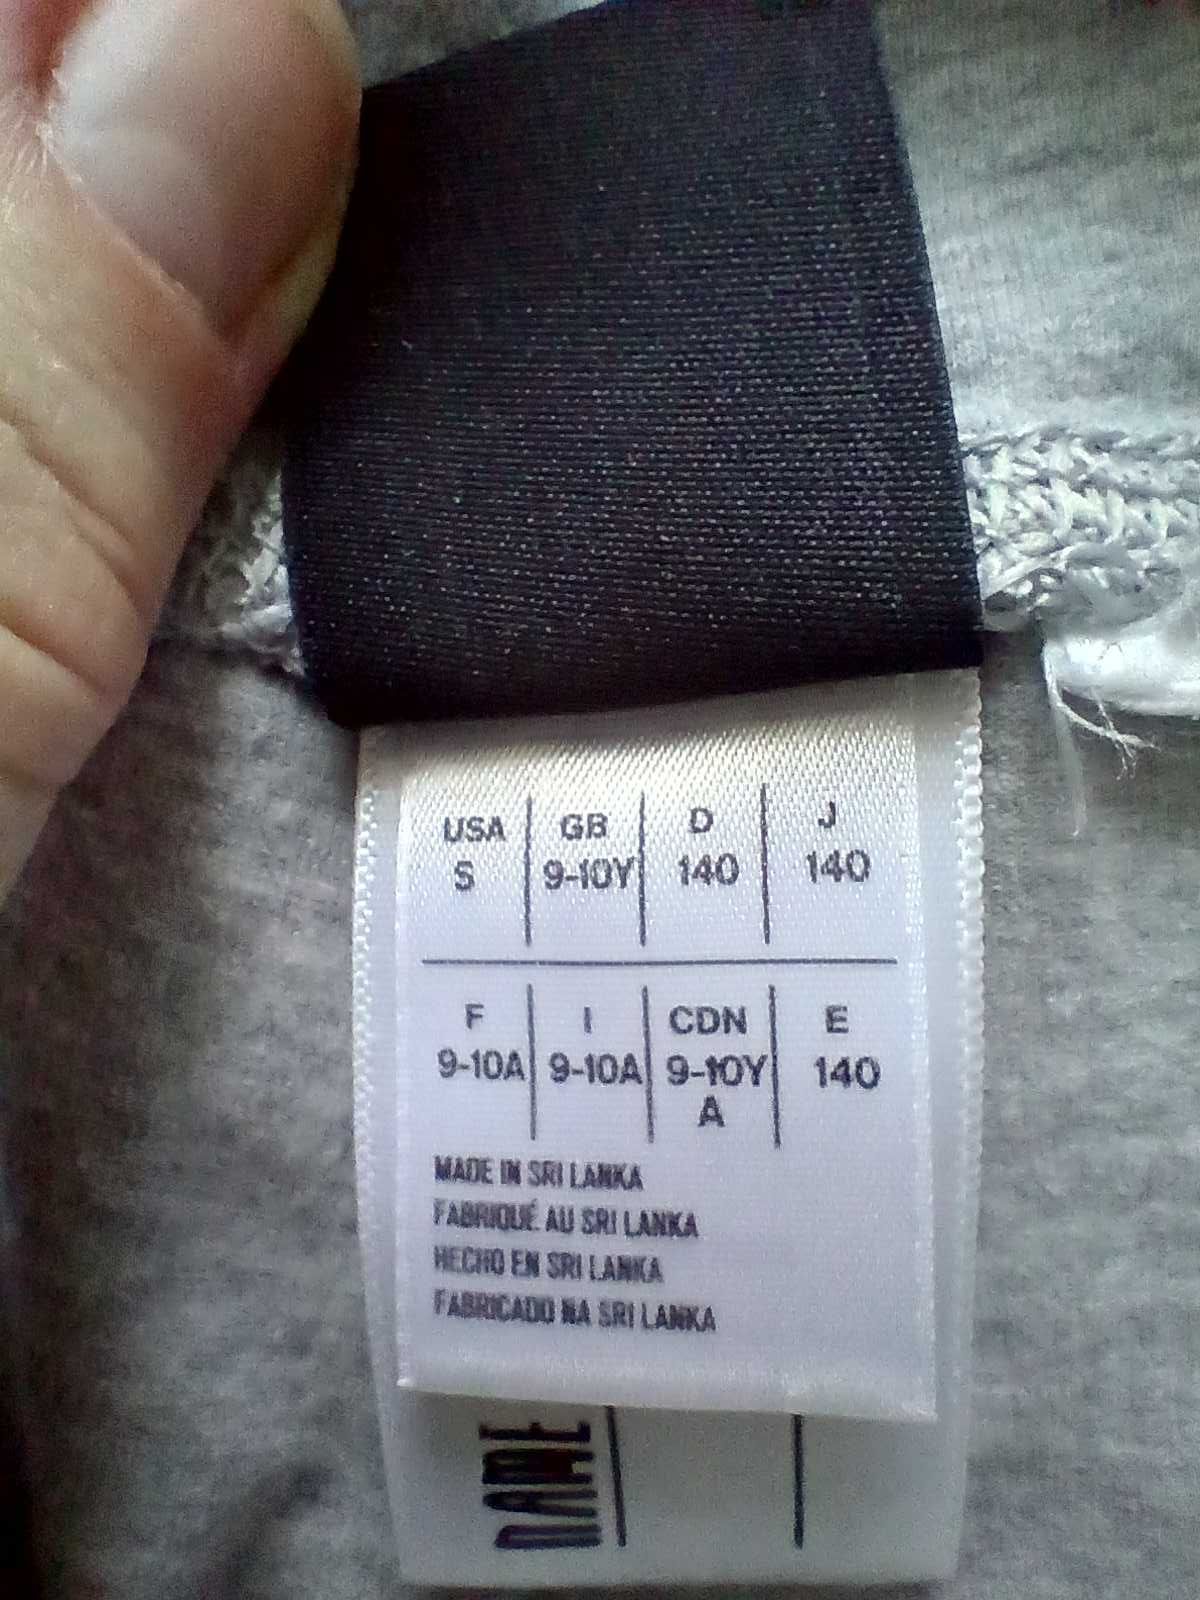 USA GB D J
S 9-10Y 140 140
F I CDN E
9-10A 9-10A 9-10Y 140
A
MADE IN SRI LANKA
FABRIQUÉ AU SRI LANKA
HECHO EN SRI LANKA
FABRICADO NA SRI LANKA
NAME